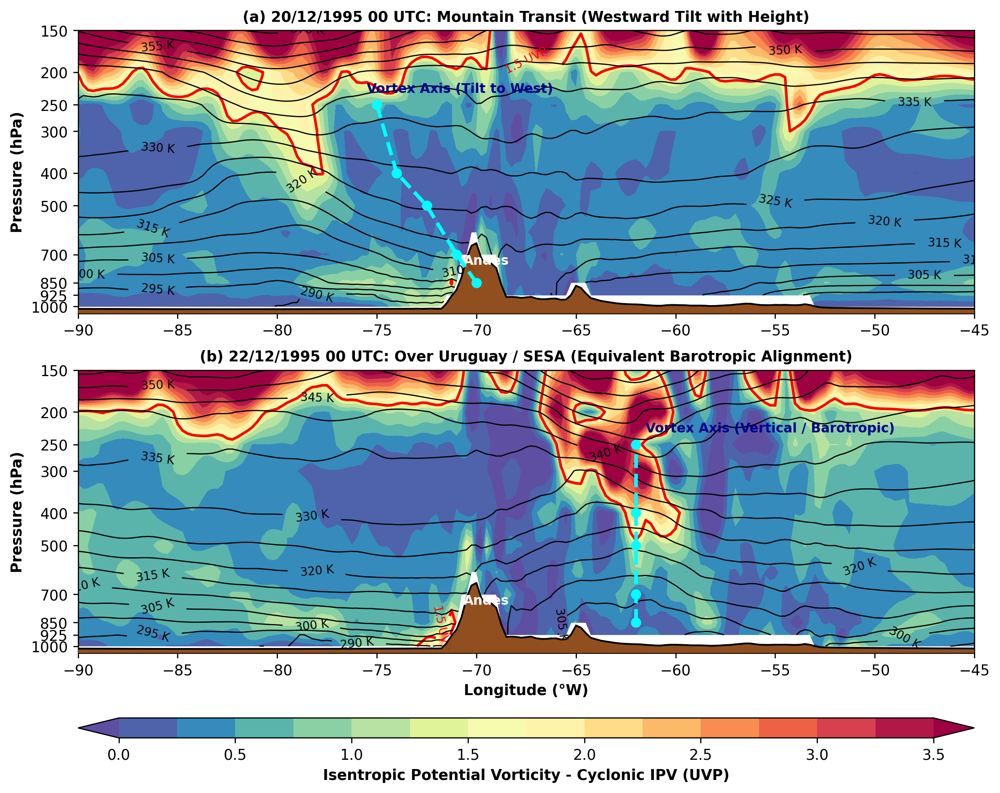 (a) 20/12/1995 00 UTC: Mountain Transit (Westward Tilt with Height)
Pressure (hPa)
150
200
250
300
400
500
700
850
925
1000
355 K
350 K
1.5 UVP
Vortex Axis (Tilt to West)
335 K
330 K
320 K
325 K
320 K
315 K
315 K
305 K
Andes
310 K
00 K
305 K
295 K
290 K
−90
−85
−80
−75
−70
−65
−60
−55
−50
−45
(b) 22/12/1995 00 UTC: Over Uruguay / SESA (Equivalent Barotropic Alignment)
Pressure (hPa)
150
200
250
300
400
500
700
850
925
1000
350 K
345 K
Vortex Axis (Vertical / Barotropic)
340 K
335 K
330 K
320 K
320 K
315 K
Andes
305 K
1.5 UVP
305 K
300 K
295 K
290 K
300 K
−90
−85
−80
−75
−70
−65
−60
−55
−50
−45
Longitude (°W)
0.0
0.5
1.0
1.5
2.0
2.5
3.0
3.5
Isentropic Potential Vorticity - Cyclonic IPV (UVP)